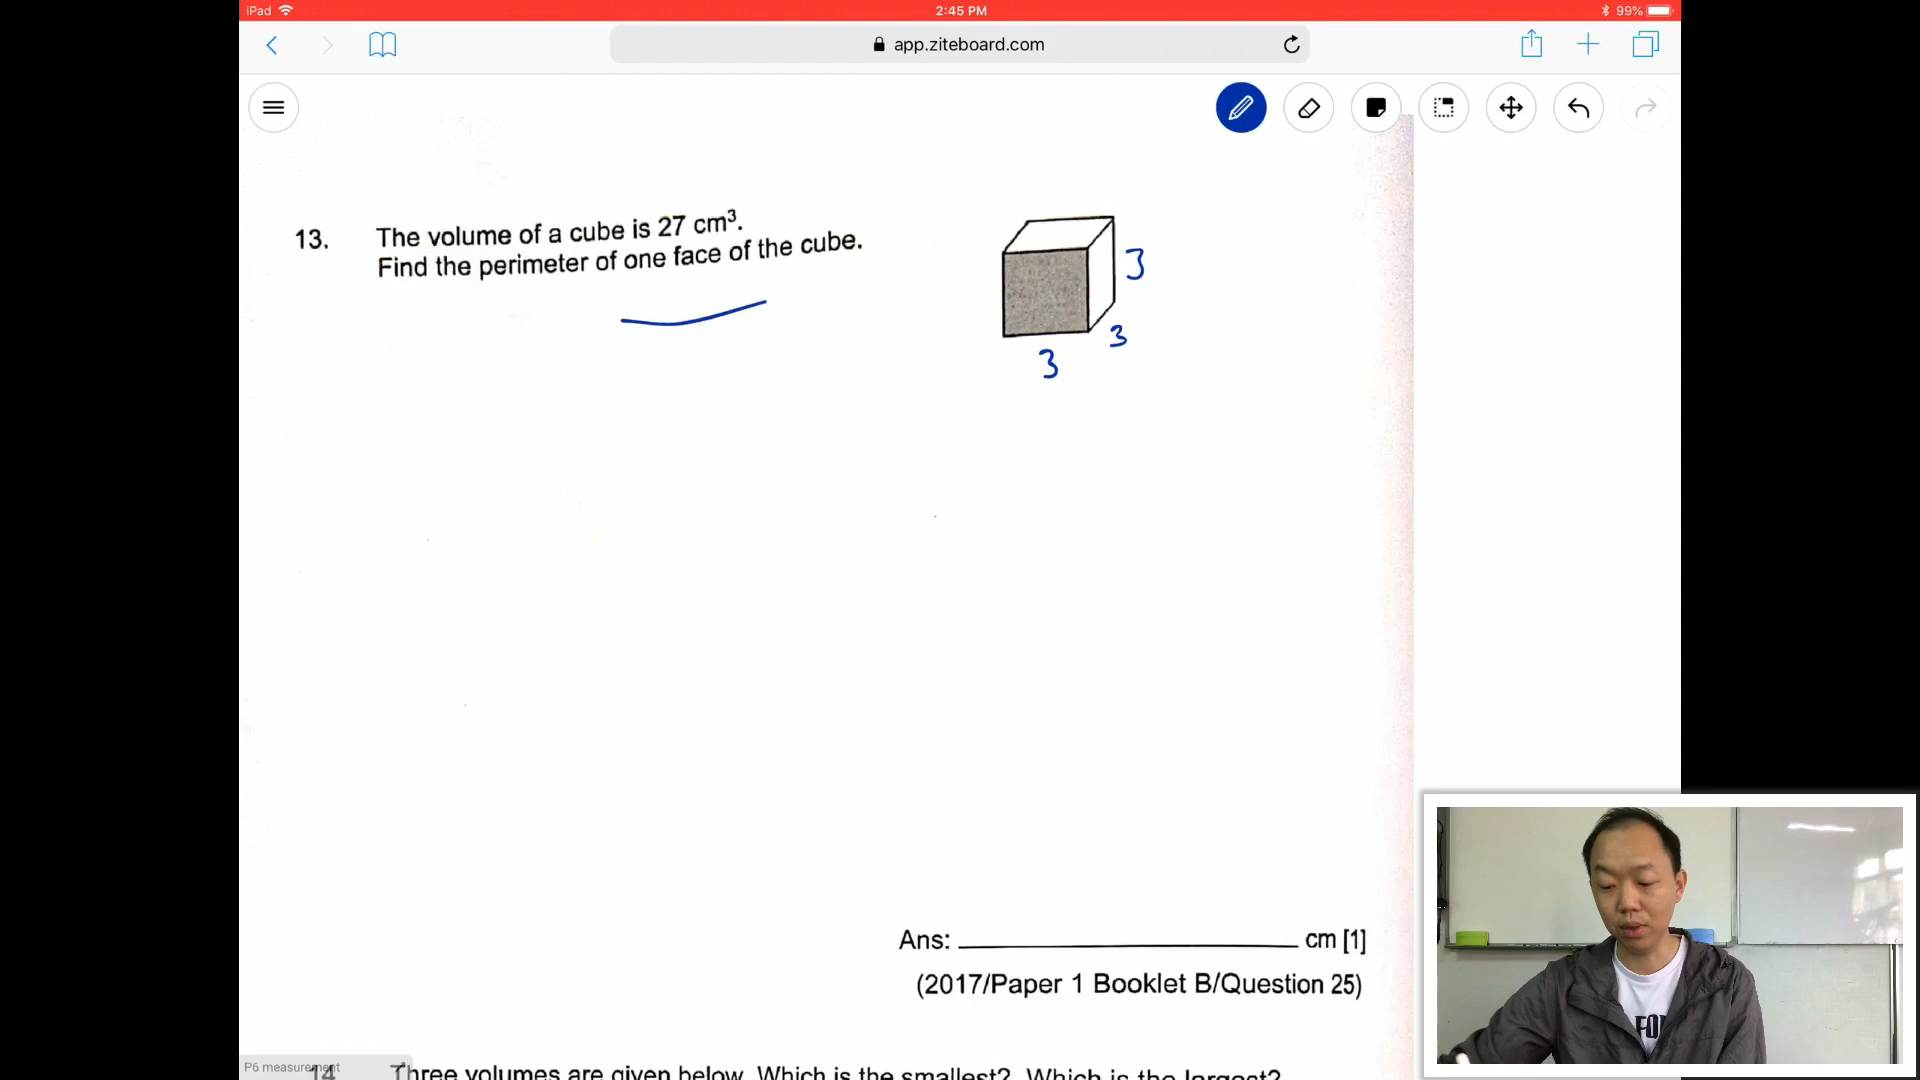 iPad
2:45 PM
99%
app.ziteboard.com
13. The volume of a cube is 27 cm³.
Find the perimeter of one face of the cube.
3
3
3
Ans: ____________ cm [1]
(2017/Paper 1 Booklet B/Question 25)
P6 measurement
14 Three volumes are given below. Which is the smallest? Which is the largest?